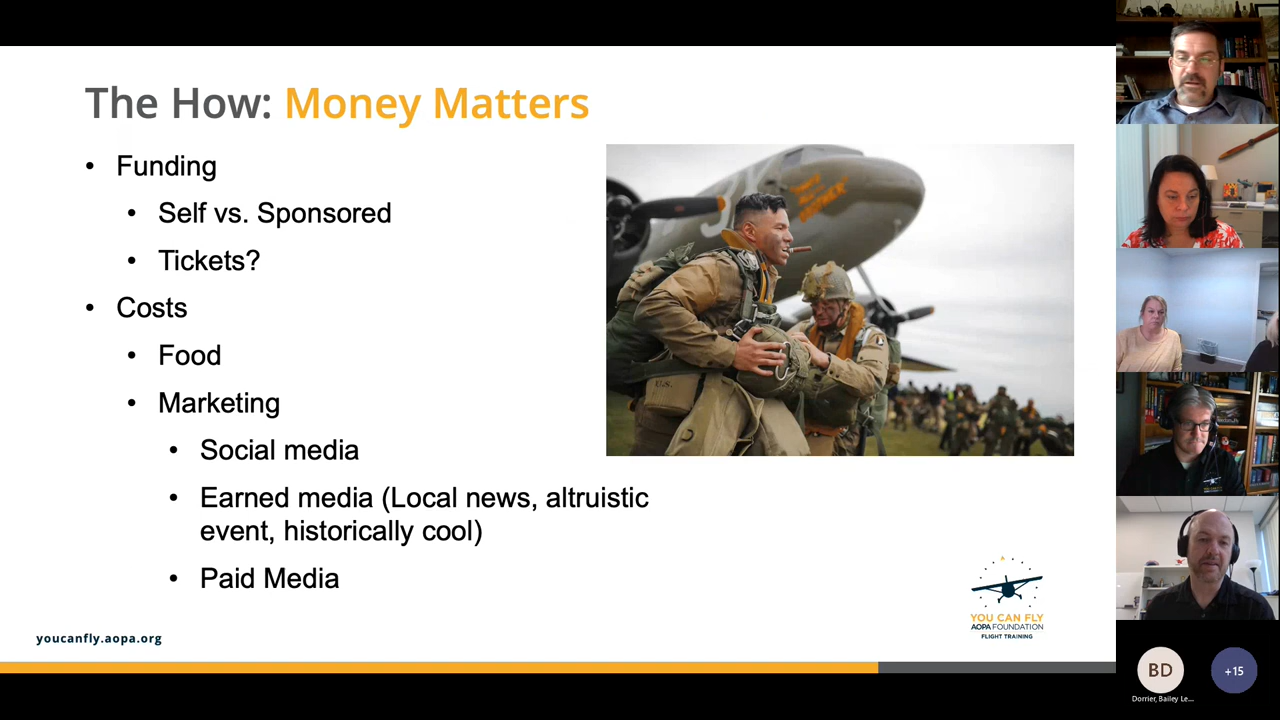 The How: Money Matters
• Funding
• Self vs. Sponsored
• Tickets?
• Costs
• Food
• Marketing
• Social media
• Earned media (Local news, altruistic
event, historically cool)
• Paid Media
U.S.
YOU CAN FLY
AOPA FOUNDATION
FLIGHT TRAINING
youcanfly.aopa.org
BD
Dorrier, Bailey Le...
+15